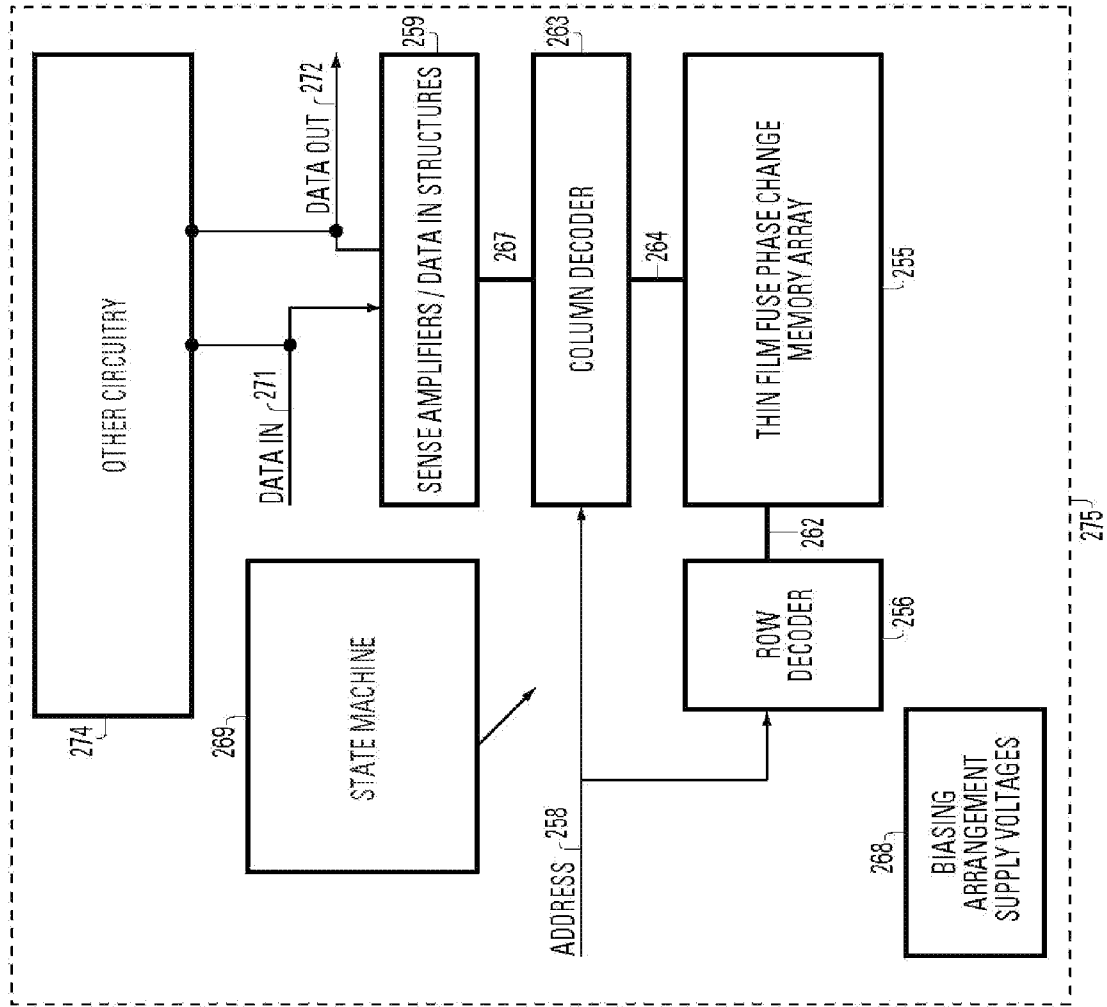 OTHER CIRCUITRY
274
DATA IN 271
DATA OUT 272
STATE MACHINE
269
SENSE AMPLIFIERS / DATA IN STRUCTURES
259
267
ADDRESS 258
COLUMN DECODER
263
264
ROW
DECODER
256
262
THIN FILM FUSE PHASE CHANGE
MEMORY ARRAY
255
BIASING
ARRANGEMENT
SUPPLY VOLTAGES
268
275